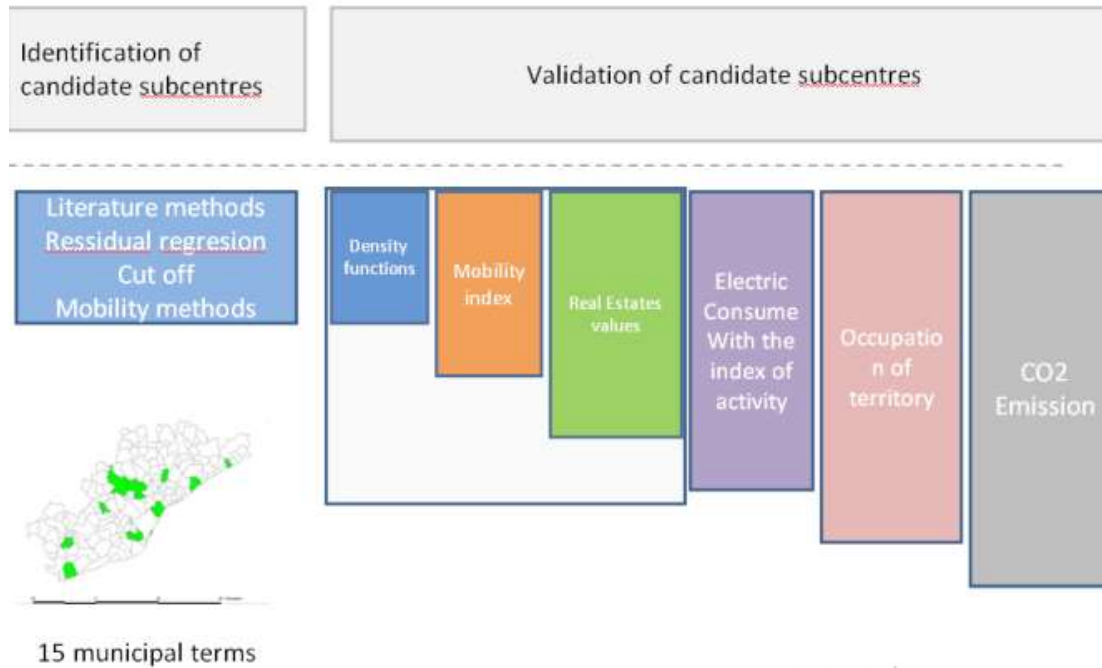 Identification of
candidate subcentres
Validation of candidate subcentres
Literature methods
Ressidual regresion
Cut off
Mobility methods
Density
functions
Mobility
index
Real Estates
values
Electric
Consume
With the
index of
activity
Occupatio
n of
territory
CO2
Emission
15 municipal terms